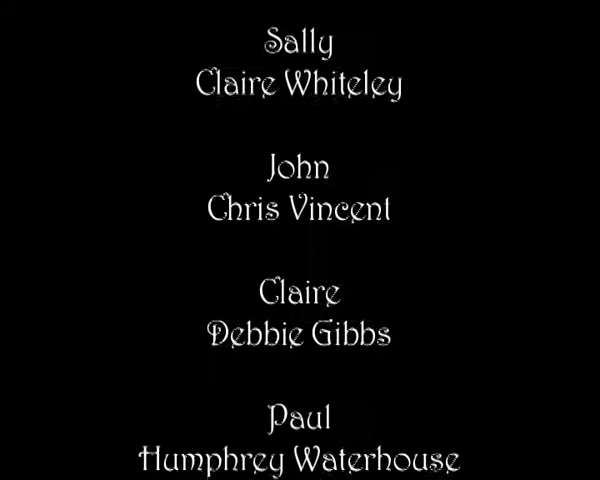 Sally
Claire Whiteley
John
Chris Vincent
Claire
Debbie Gibbs
Paul
Humphrey Waterhouse